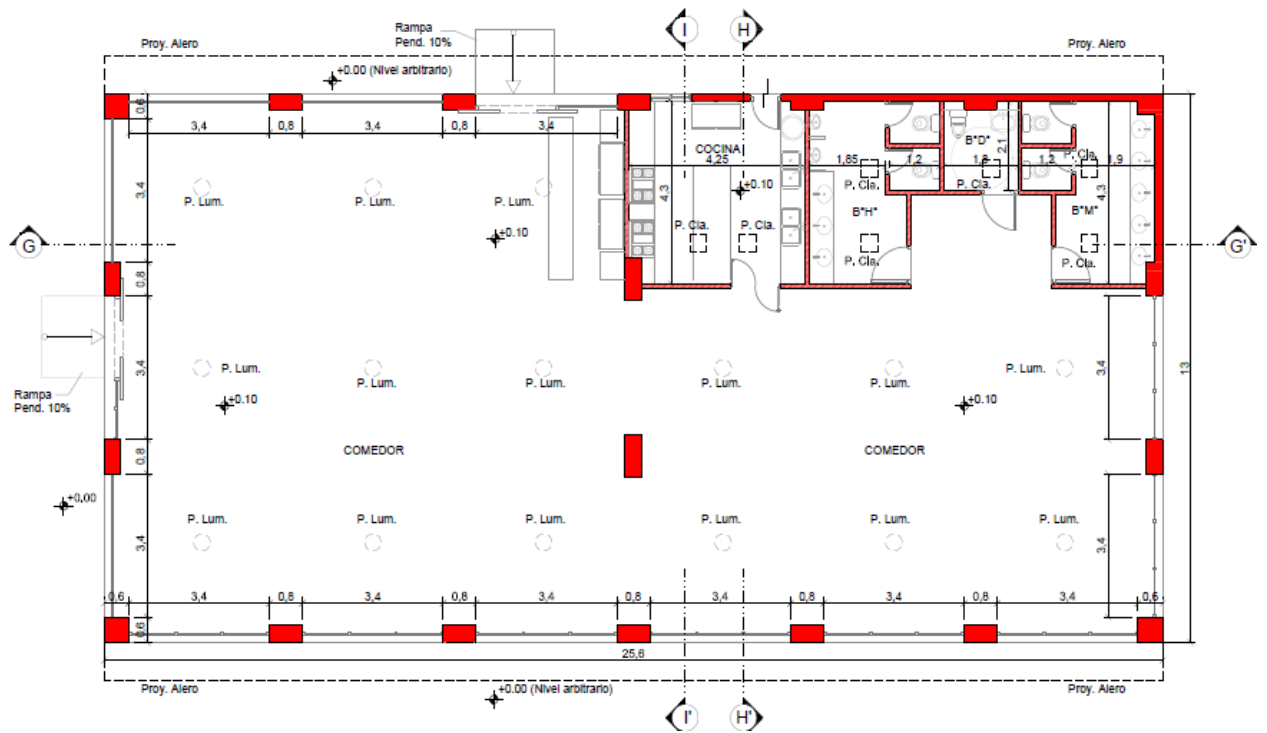 Rampa
Pend. 10%
I
H
Proy. Alero
Proy. Alero
+0.00 (Nivel arbitrario)
0,6
3,4
0,8
3,4
0,8
3,4
COCINA
4,25
1,85
1,2
B"D"
1,8
2,1
1,2
P. Cla.
1,9
3,4
4,3
+0.10
P. Cla.
P. Cla.
4,3
P. Lum.
P. Lum.
P. Lum.
B"H"
B"M"
P. Cla.
P. Cla.
G
+0.10
P. Cla.
P. Cla.
G'
0,8
3,4
3,4
13
P. Lum.
P. Lum.
P. Lum.
P. Lum.
P. Lum.
P. Lum.
Rampa
Pend. 10%
+0.10
+0.10
0,8
COMEDOR
COMEDOR
+0,00
3,4
3,4
P. Lum.
P. Lum.
P. Lum.
P. Lum.
P. Lum.
P. Lum.
0,6
3,4
0,8
3,4
0,8
3,4
0,8
3,4
0,8
3,4
0,8
3,4
0,6
0,6
25,6
Proy. Alero
+0.00 (Nivel arbitrario)
Proy. Alero
I'
H'